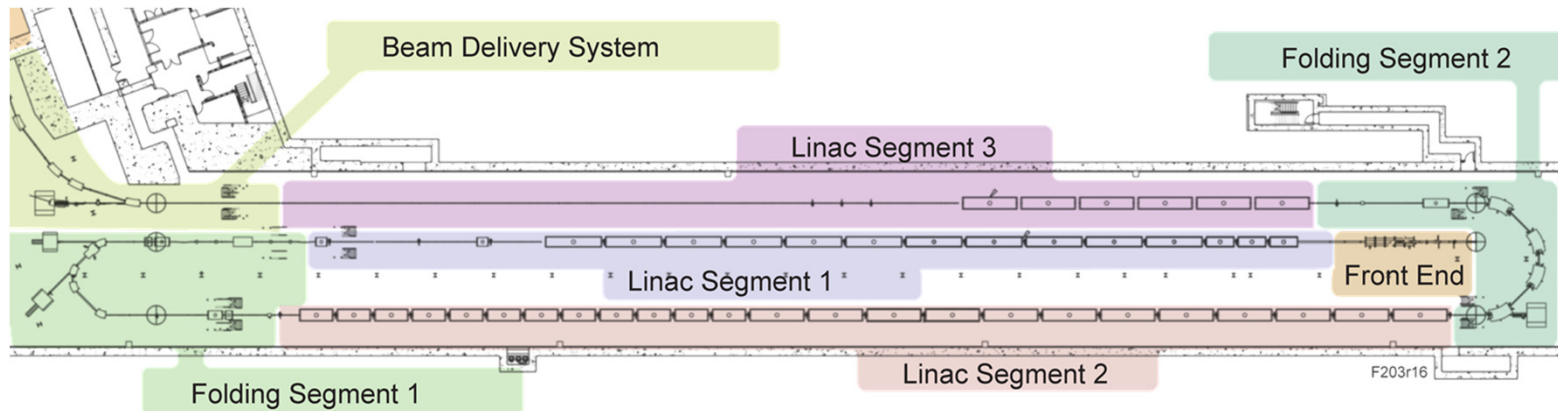 Beam Delivery System
Folding Segment 2
Linac Segment 3
Linac Segment 1
Front End
Linac Segment 2
F203r16
Folding Segment 1